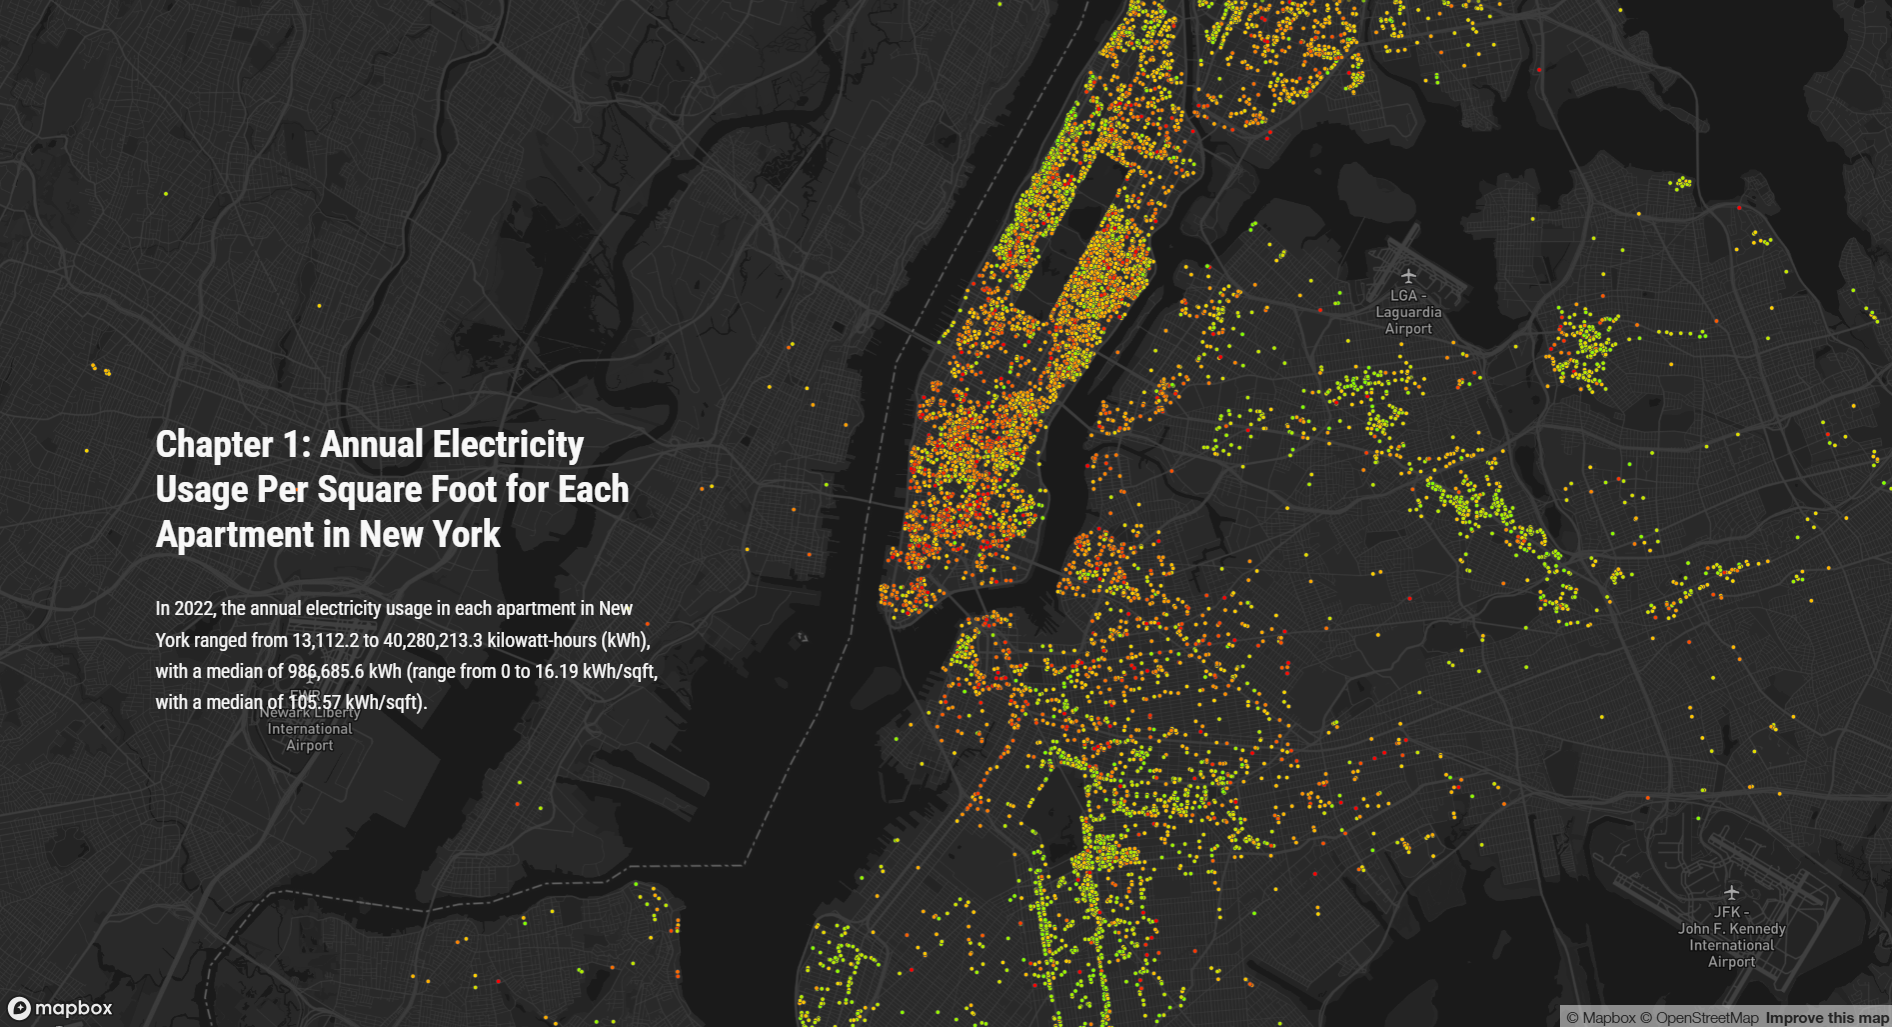 LGA -
Laguardia
Airport
Chapter 1: Annual Electricity
Usage Per Square Foot for Each
Apartment in New York
In 2022, the annual electricity usage in each apartment in New
York ranged from 13,112.2 to 40,280,213.3 kilowatt-hours (kWh),
with a median of 986,685.6 kWh (range from 0 to 16.19 kWh/sqft,
with a median of 105.57 kWh/sqft).
EWR -
Newark Liberty
International
Airport
JFK -
John F. Kennedy
International
Airport
mapbox
© Mapbox © OpenStreetMap Improve this map